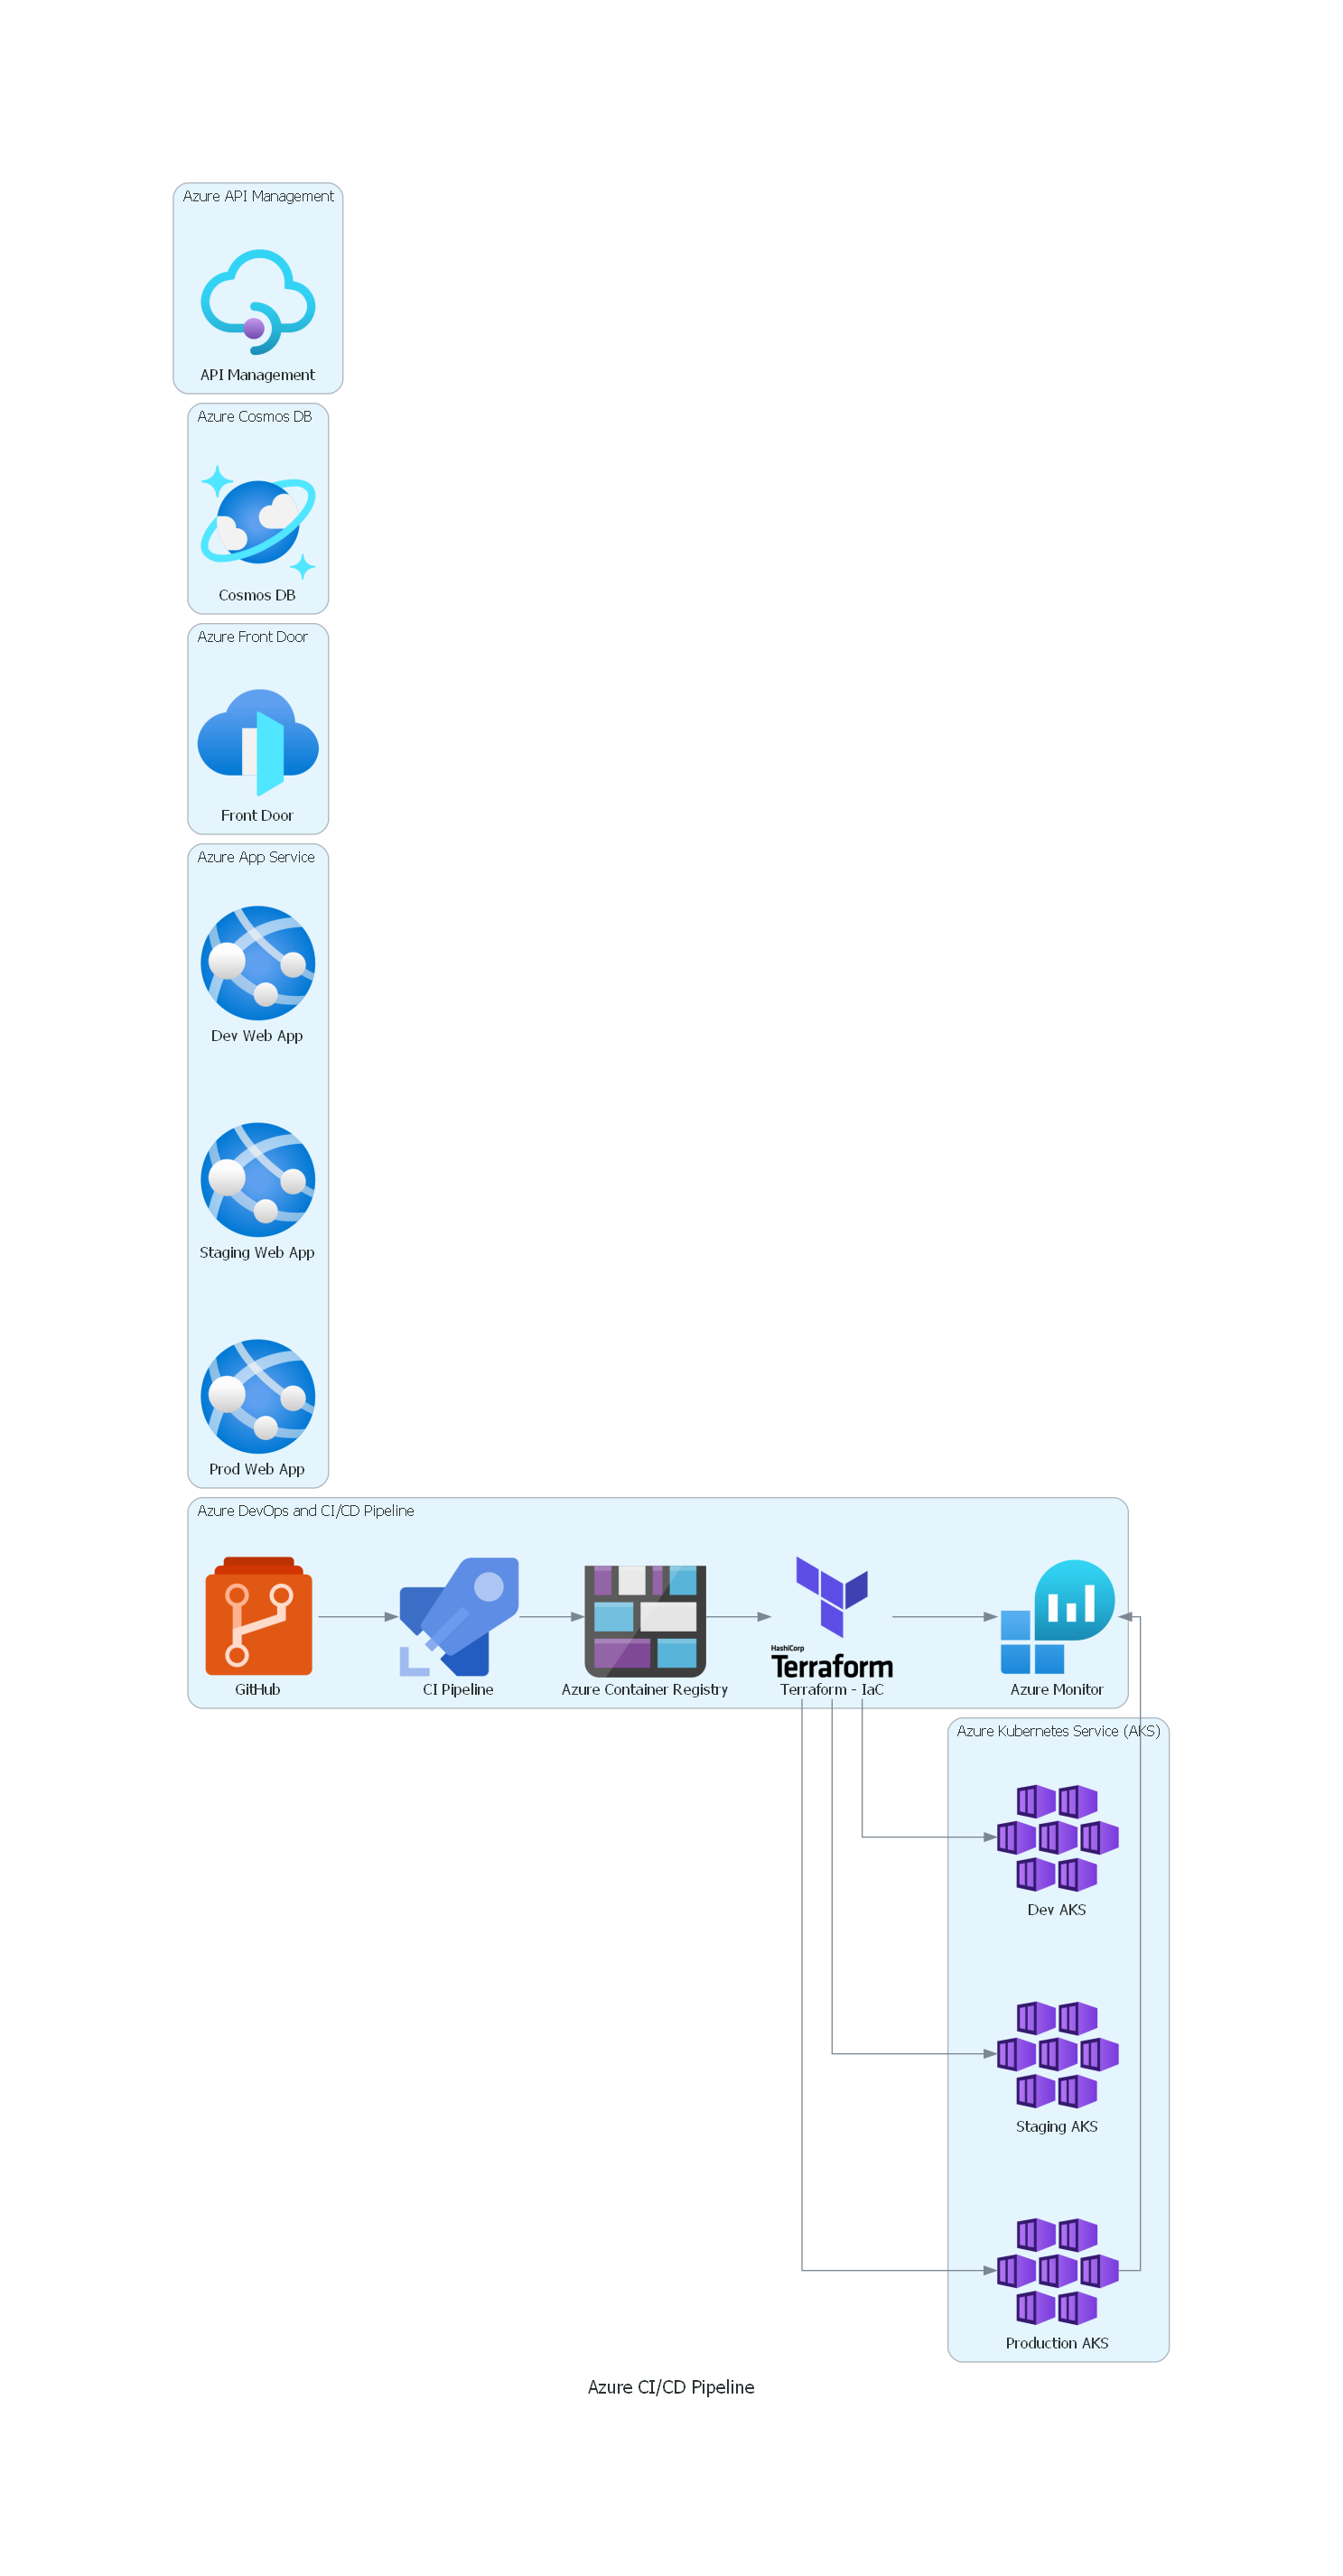 Azure API Management
API Management
Azure Cosmos DB
Cosmos DB
Azure Front Door
Front Door
Azure App Service
Dev Web App
Staging Web App
Prod Web App
Azure DevOps and CI/CD Pipeline
HashiCorp
Terraform
GitHub
CI Pipeline
Azure Container Registry
Terraform - IaC
Azure Monitor
Azure Kubernetes Service (AKS)
Dev AKS
Staging AKS
Production AKS
Azure CI/CD Pipeline